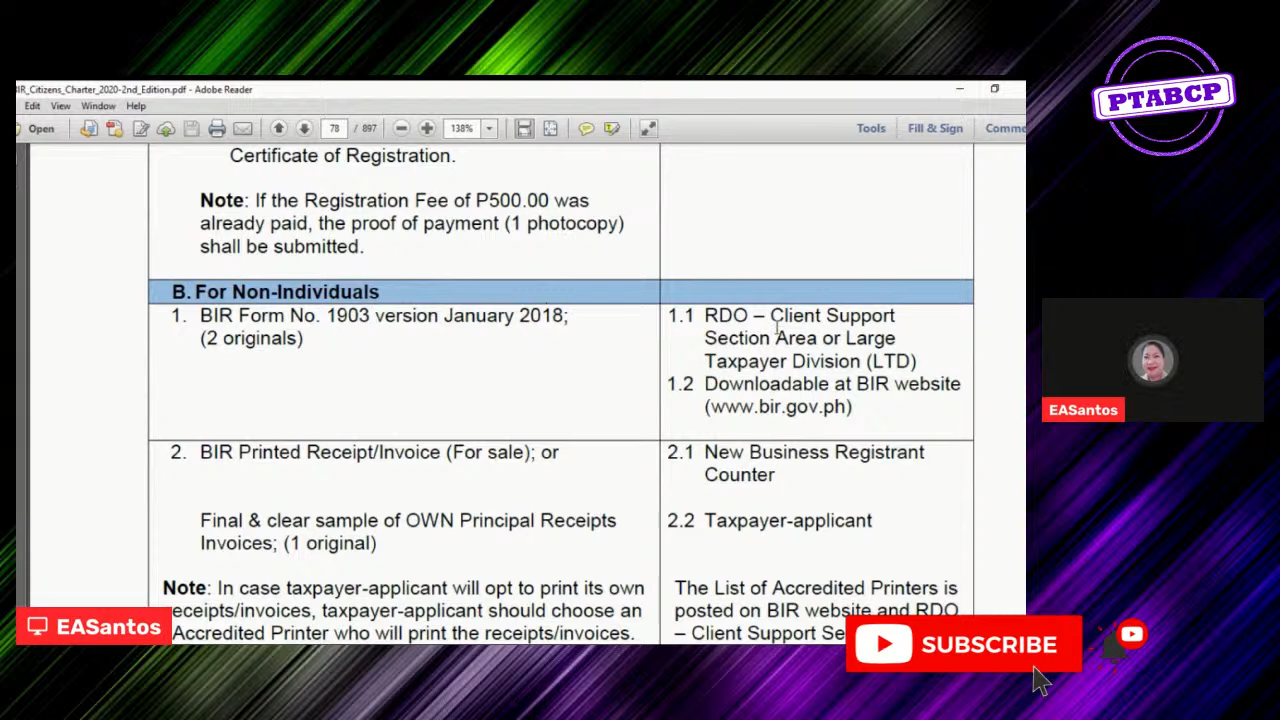 PTABCP
BIR_Citizens_Charter_2020-2nd_Edition.pdf - Adobe Reader
Edit View Window Help
Open 78 / 897 138% Tools Fill & Sign Comme
Certificate of Registration.
Note: If the Registration Fee of P500.00 was
already paid, the proof of payment (1 photocopy)
shall be submitted.
B. For Non-Individuals
1. BIR Form No. 1903 version January 2018;
(2 originals)
1.1 RDO – Client Support
Section Area or Large
Taxpayer Division (LTD)
1.2 Downloadable at BIR website
(www.bir.gov.ph)
2. BIR Printed Receipt/Invoice (For sale); or
2.1 New Business Registrant
Counter
Final & clear sample of OWN Principal Receipts
Invoices; (1 original)
2.2 Taxpayer-applicant
Note: In case taxpayer-applicant will opt to print its own
receipts/invoices, taxpayer-applicant should choose an
Accredited Printer who will print the receipts/invoices.
The List of Accredited Printers is
posted on BIR website and RDO
– Client Support Se
EASantos
EASantos
SUBSCRIBE